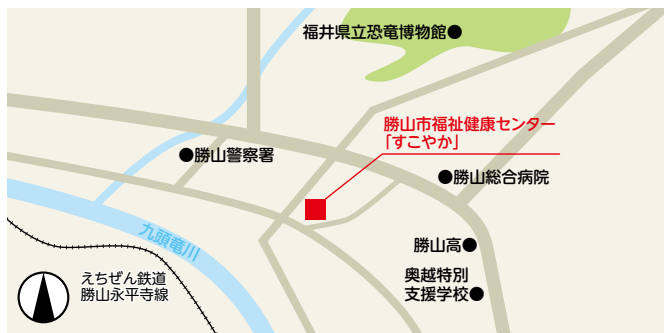 福井県立恐竜博物館
勝山市福祉健康センター
「すこやか」
勝山警察署
勝山総合病院
九頭竜川
勝山高
奥越特別
支援学校
えちぜん鉄道
勝山永平寺線